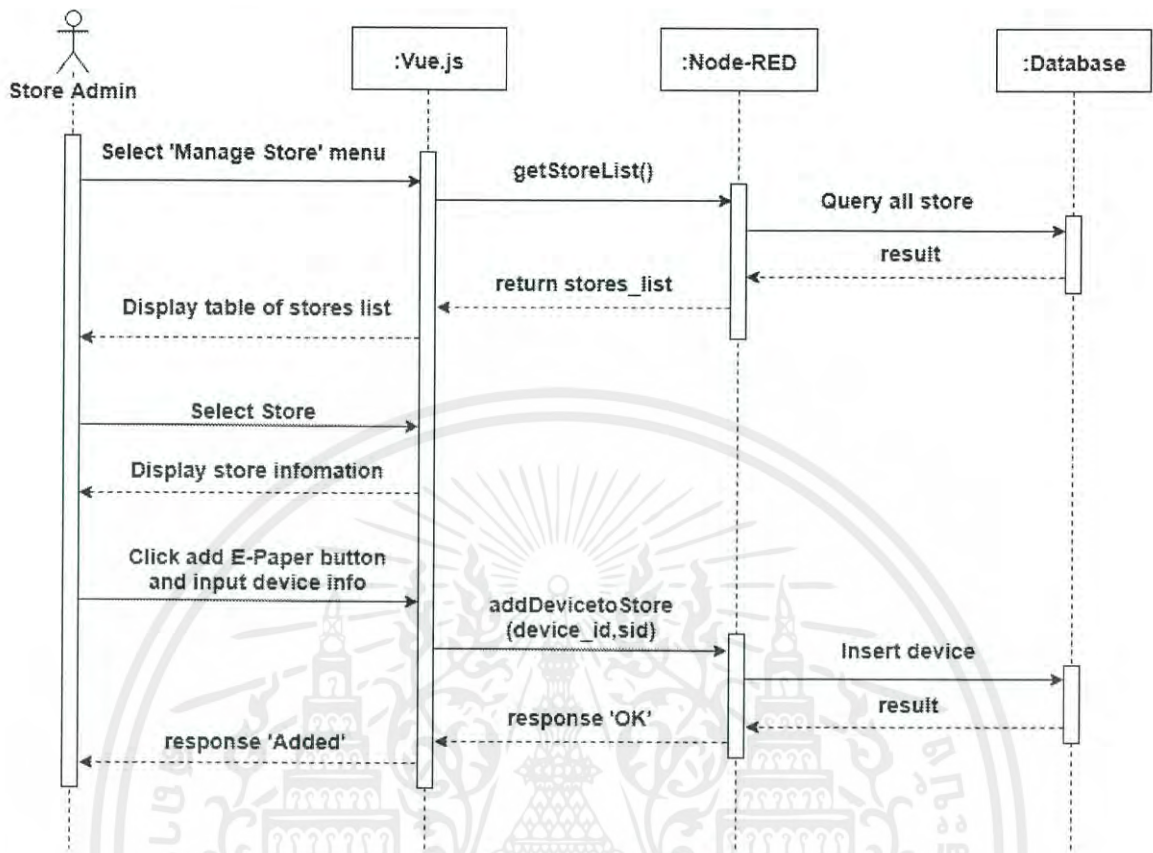 :Vue.js
:Node-RED
:Database
Store Admin
Select 'Manage Store' menu
getStoreList()
Query all store
result
return stores_list
Display table of stores list
Select Store
Display store infomation
Click add E-Paper button
and input device info
addDevicetoStore
(device_id,sid)
Insert device
result
response 'OK'
response 'Added'